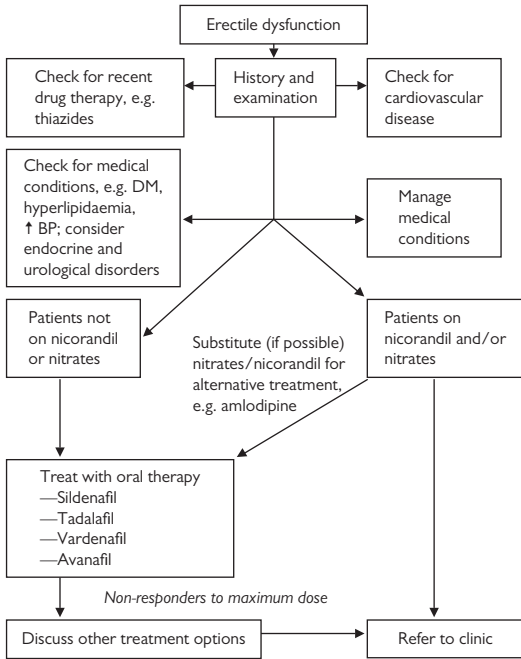 Erectile dysfunction
Check for recent
drug therapy, e.g.
thiazides
History and
examination
Check for
cardiovascular
disease
Check for medical
conditions, e.g. DM,
hyperlipidaemia,
↑ BP; consider
endocrine and
urological disorders
Manage
medical
conditions
Patients not
on nicorandil
or nitrates
Substitute (if possible)
nitrates/nicorandil for
alternative treatment,
e.g. amlodipine
Patients on
nicorandil and/or
nitrates
Treat with oral therapy
—Sildenafil
—Tadalafil
—Vardenafil
—Avanafil
Non-responders to maximum dose
Discuss other treatment options
Refer to clinic